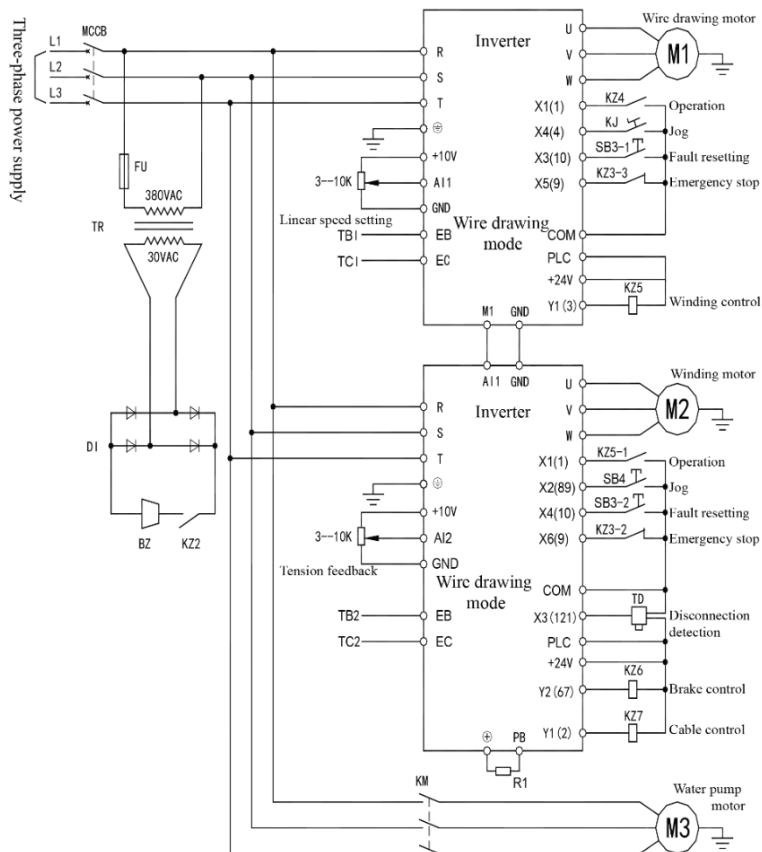 Three-phase power supply
MCCB
L1
L2
L3
FU
380VAC
TR
30VAC
DI
BZ
KZ2
Inverter
R
S
T
+10V
AI1
GND
EB
EC
3--10K
Linear speed setting
TB1
TC1
Wire drawing
mode
U
V
W
Wire drawing motor
M1
X1(1)
KZ4
Operation
X4(4)
KJ
Jog
X3(10)
SB3-1
Fault resetting
X5(9)
KZ3-3
Emergency stop
COM
PLC
+24V
Y1(3)
KZ5
Winding control
M1
GND
AI1
GND
Inverter
R
S
T
+10V
AI2
GND
EB
EC
3--10K
Tension feedback
TB2
TC2
Wire drawing
mode
U
V
W
Winding motor
M2
X1(1)
KZ5-1
Operation
X2(89)
SB4
Jog
X4(10)
SB3-2
Fault resetting
X6(9)
KZ3-2
Emergency stop
COM
X3(121)
TD
Disconnection
detection
PLC
+24V
Y2(67)
KZ6
Brake control
Y1(2)
KZ7
Cable control
PB
R1
KM
Water pump
motor
M3